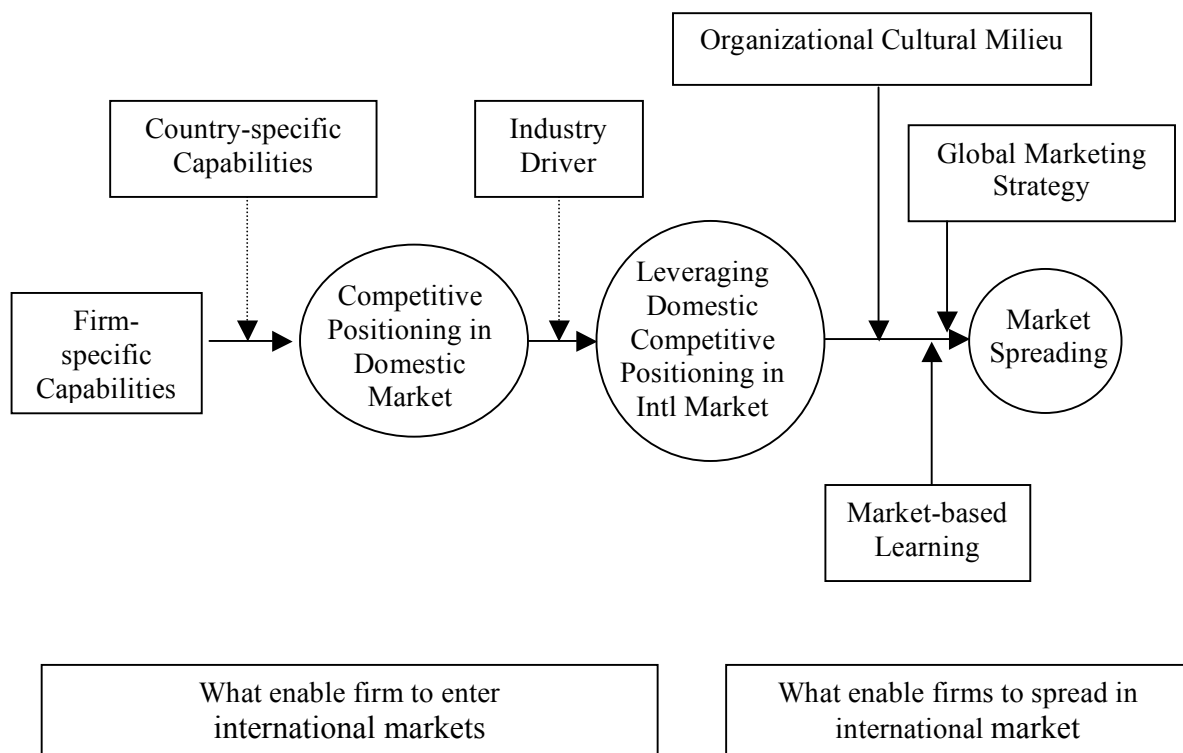 Organizational Cultural Milieu
Country-specific
Capabilities
Industry
Driver
Global Marketing
Strategy
Firm-
specific
Capabilities
Competitive
Positioning in
Domestic
Market
Leveraging
Domestic
Competitive
Positioning in
Intl Market
Market
Spreading
Market-based
Learning
What enable firm to enter
international markets
What enable firms to spread in
international market